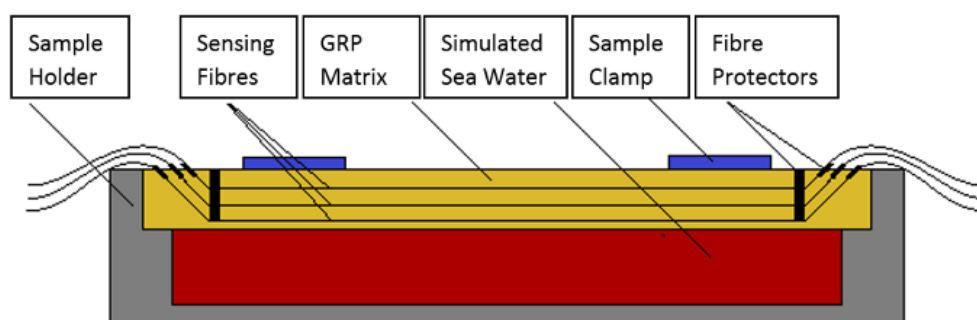 Sample
Holder
Sensing
Fibres
GRP
Matrix
Simulated
Sea Water
Sample
Clamp
Fibre
Protectors